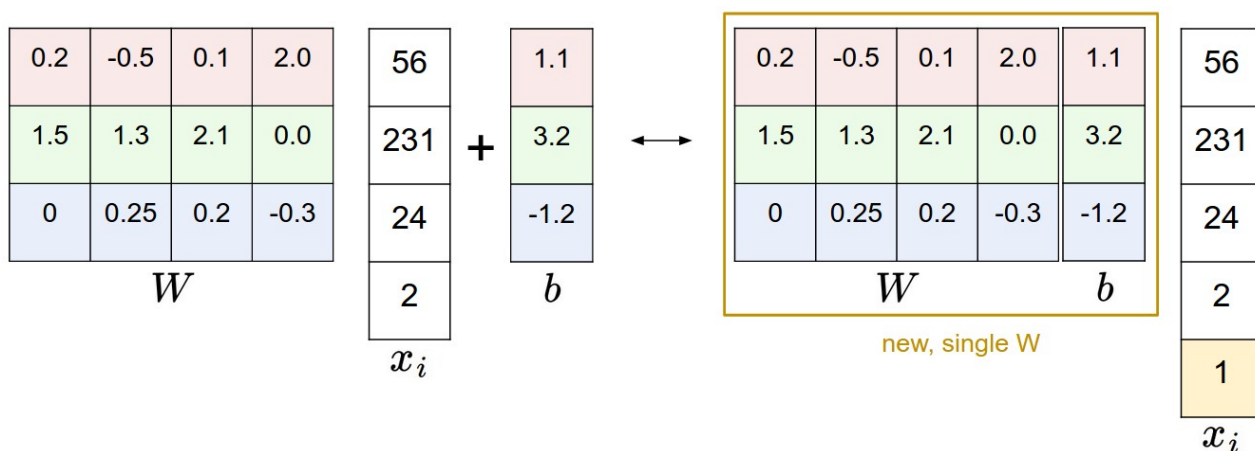 0.2 -0.5 0.1 2.0 56 1.1 0.2 -0.5 0.1 2.0 1.1 56
1.5 1.3 2.1 0.0 231 + 3.2 ↔ 1.5 1.3 2.1 0.0 3.2 231
0 0.25 0.2 -0.3 24 -1.2 0 0.25 0.2 -0.3 -1.2 24
W 2 b W b 2
new, single W
x_i 1
x_i